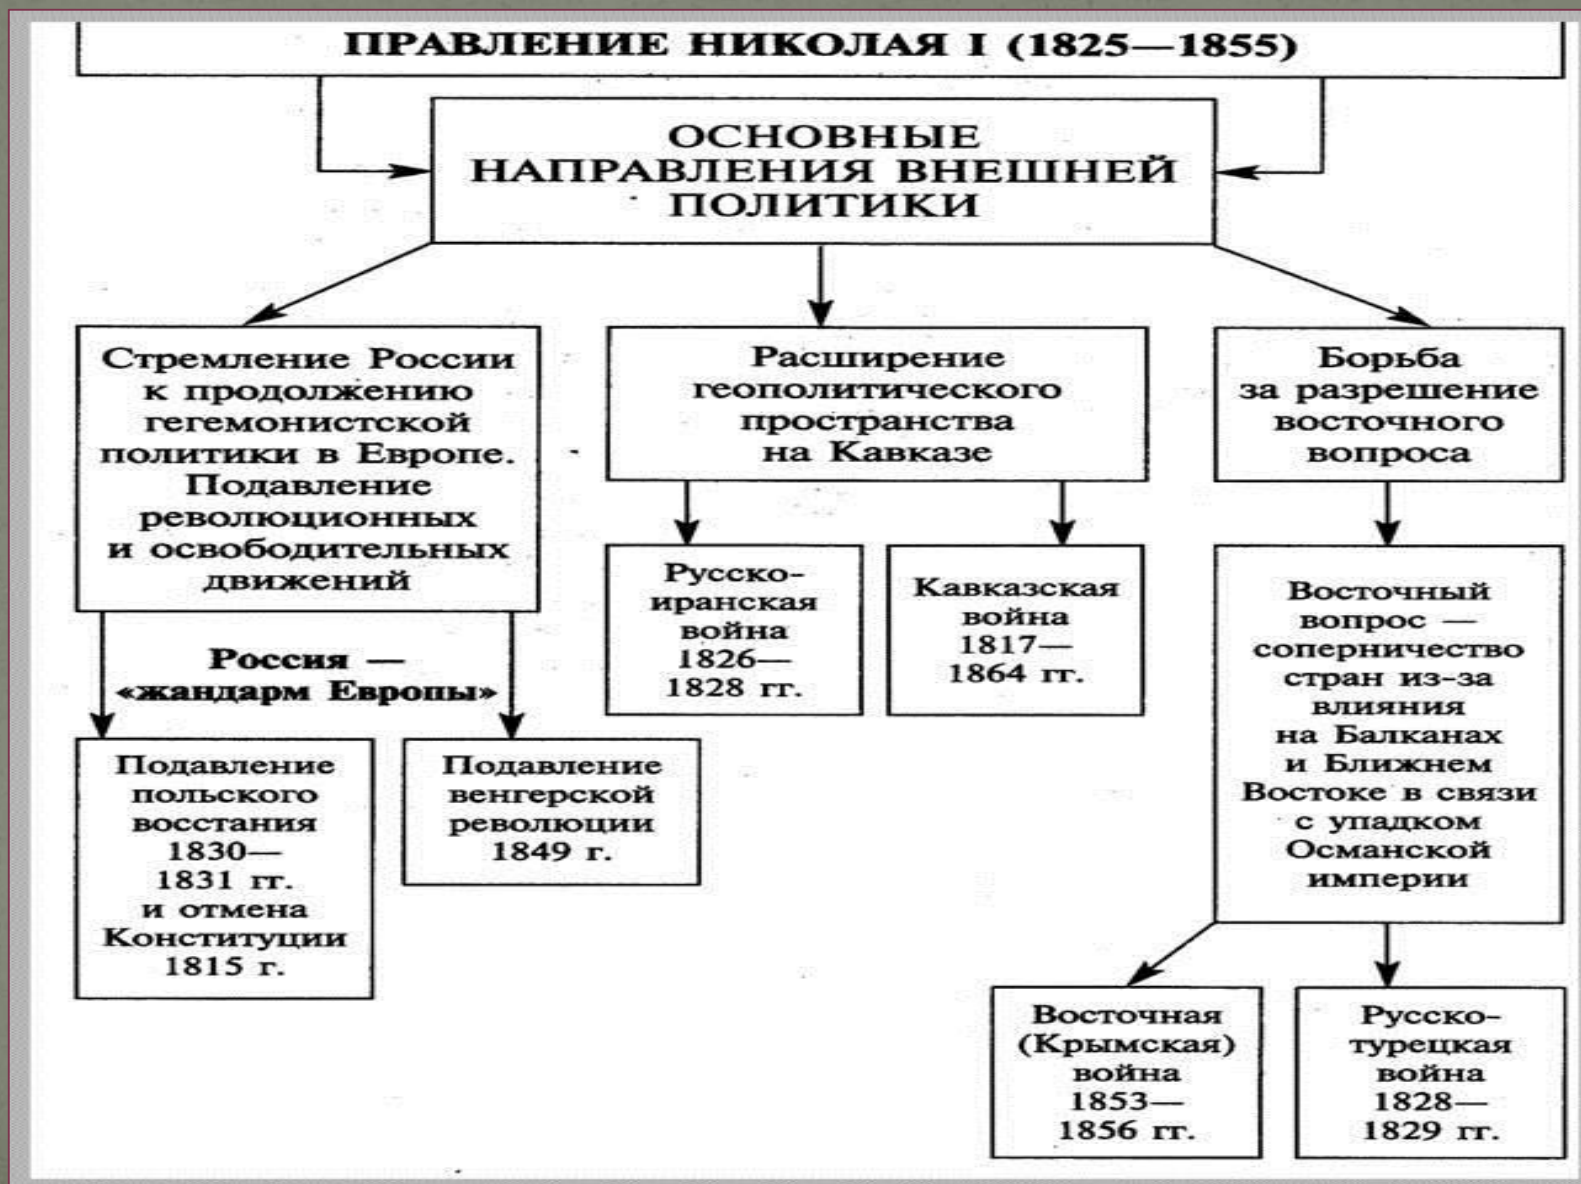 ПРАВЛЕНИЕ НИКОЛАЯ I (1825—1855)
ОСНОВНЫЕ
НАПРАВЛЕНИЯ ВНЕШНЕЙ
ПОЛИТИКИ
Стремление России
к продолжению
гегемонистской
политики в Европе.
Подавление
революционных
и освободительных
движений
Расширение
геополитического
пространства
на Кавказе
Борьба
за разрешение
восточного
вопроса
Россия —
«жандарм Европы»
Русско-
иранская
война
1826—
1828 гг.
Кавказская
война
1817—
1864 гг.
Восточный
вопрос —
соперничество
стран из-за
влияния
на Балканах
и Ближнем
Востоке в связи
с упадком
Османской
империи
Подавление
польского
восстания
1830—
1831 гг.
и отмена
Конституции
1815 г.
Подавление
венгерской
революции
1849 г.
Восточная
(Крымская)
война
1853—
1856 гг.
Русско-
турецкая
война
1828—
1829 гг.